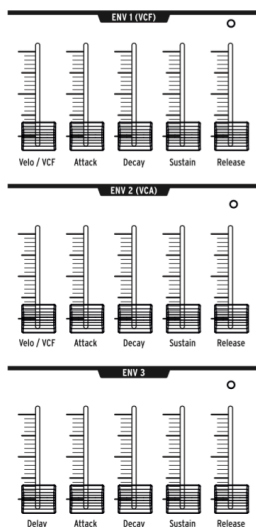 ENV 1 (VCF)
Velo / VCF Attack Decay Sustain Release
ENV 2 (VCA)
Velo / VCF Attack Decay Sustain Release
ENV 3
Delay Attack Decay Sustain Release